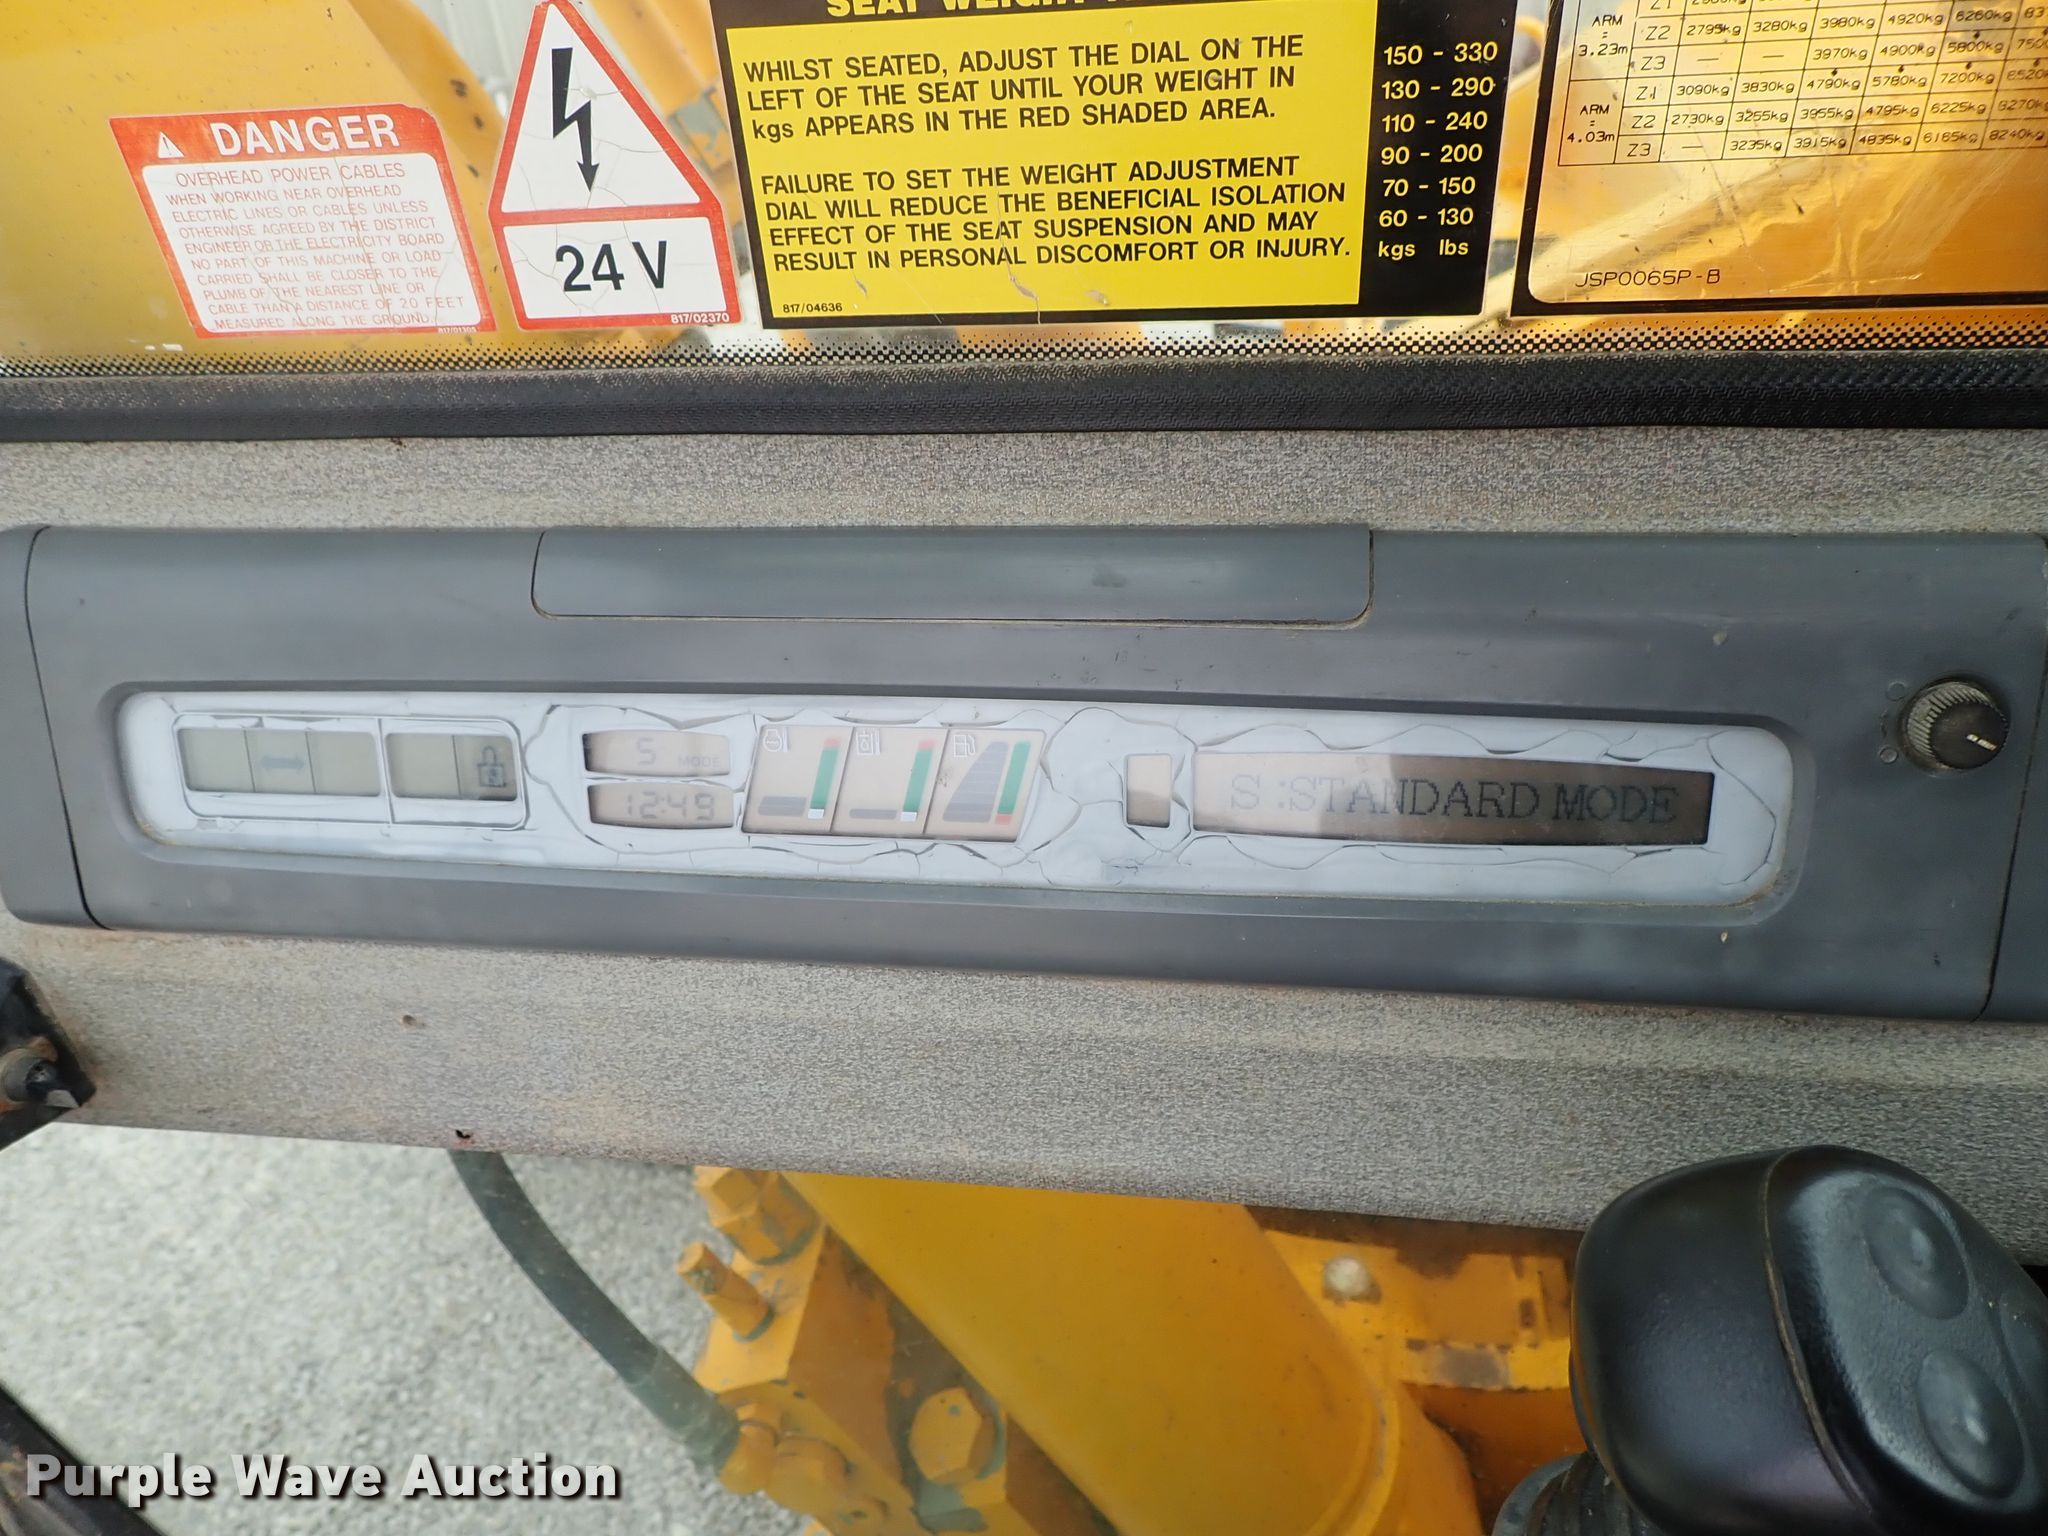 DANGER
OVERHEAD POWER CABLES
WHEN WORKING NEAR OVERHEAD
ELECTRIC LINES OR CABLES UNLESS
OTHERWISE AGREED BY THE DISTRICT
ENGINEER OR THE ELECTRICITY BOARD
NO PART OF THIS MACHINE OR LOAD
CARRIED SHALL BE CLOSER TO THE
PLUMB OF THE NEAREST LINE OR
CABLE THAN A DISTANCE OF 20 FEET
MEASURED ALONG THE GROUND.
817/01305
24 V
817/02370
SEAT WEIGHT
WHILST SEATED, ADJUST THE DIAL ON THE
LEFT OF THE SEAT UNTIL YOUR WEIGHT IN
kgs APPEARS IN THE RED SHADED AREA.
FAILURE TO SET THE WEIGHT ADJUSTMENT
DIAL WILL REDUCE THE BENEFICIAL ISOLATION
EFFECT OF THE SEAT SUSPENSION AND MAY
RESULT IN PERSONAL DISCOMFORT OR INJURY.
817/04636
150 - 330
130 - 290
110 - 240
90 - 200
70 - 150
60 - 130
kgs lbs
ARM = 3.23m
Z1
Z2 2795kg 3280kg 3980kg 4920kg 6260kg
Z3 — — 3970kg 4900kg 5800kg
ARM = 4.03m
Z1 3090kg 3830kg 4790kg 5780kg 7200kg 8520kg
Z2 2730kg 3255kg 3955kg 4795kg 6225kg 8270kg
Z3 — 3235kg 3915kg 4835kg 6165kg 8240kg
JSP0065P-B
S MODE
12:49
S :STANDARD MODE
Purple Wave Auction